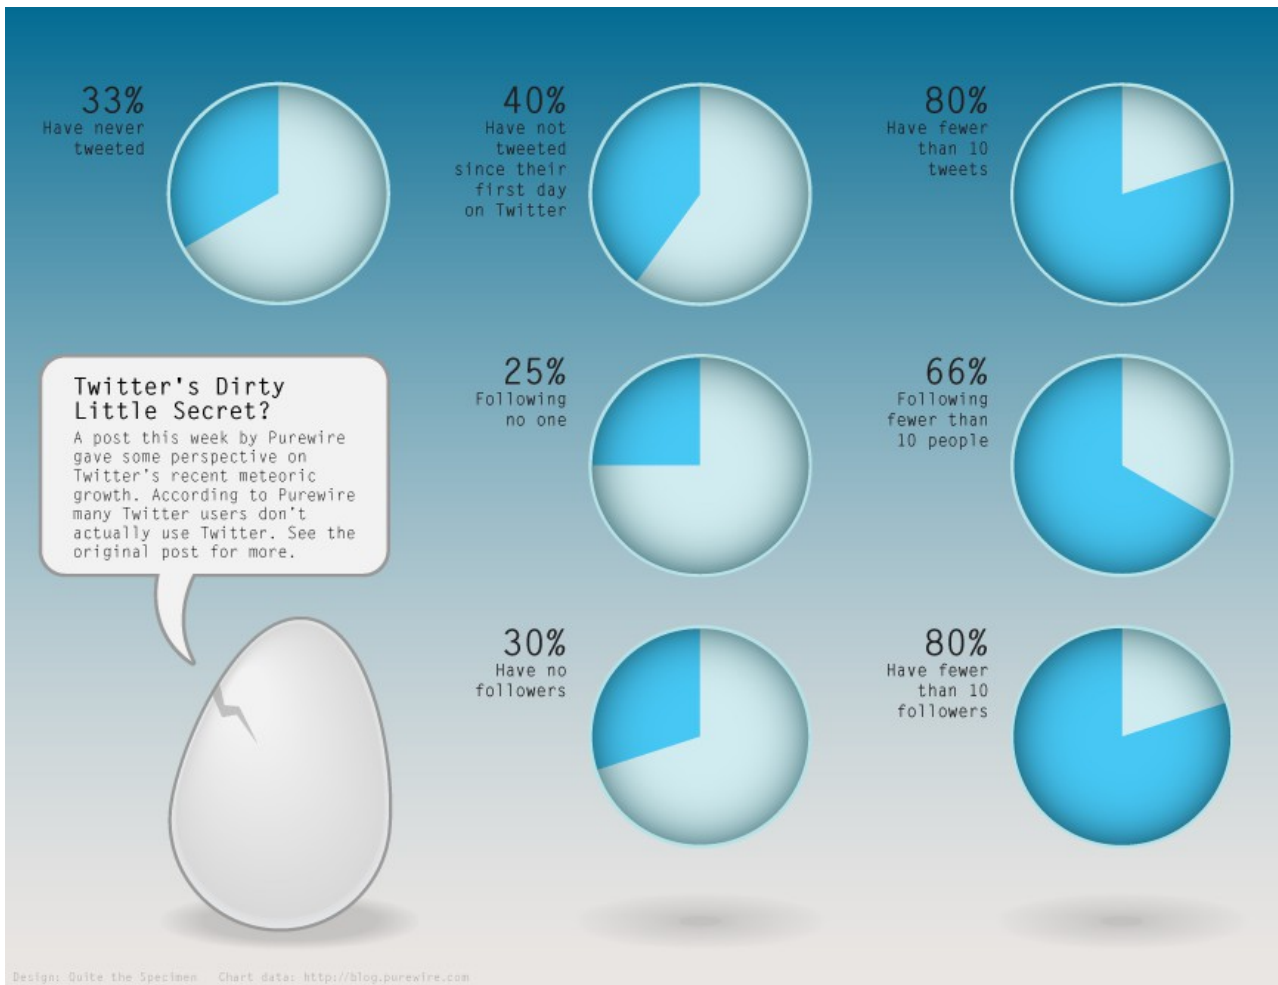 33%
Have never
tweeted
40%
Have not
tweeted
since their
first day
on Twitter
80%
Have fewer
than 10
tweets
Twitter's Dirty
Little Secret?
A post this week by Purewire
gave some perspective on
Twitter's recent meteoric
growth. According to Purewire
many Twitter users don't
actually use Twitter. See the
original post for more.
25%
Following
no one
66%
Following
fewer than
10 people
30%
Have no
followers
80%
Have fewer
than 10
followers
Design: Quite the Specimen Chart data: http://blog.purewire.com